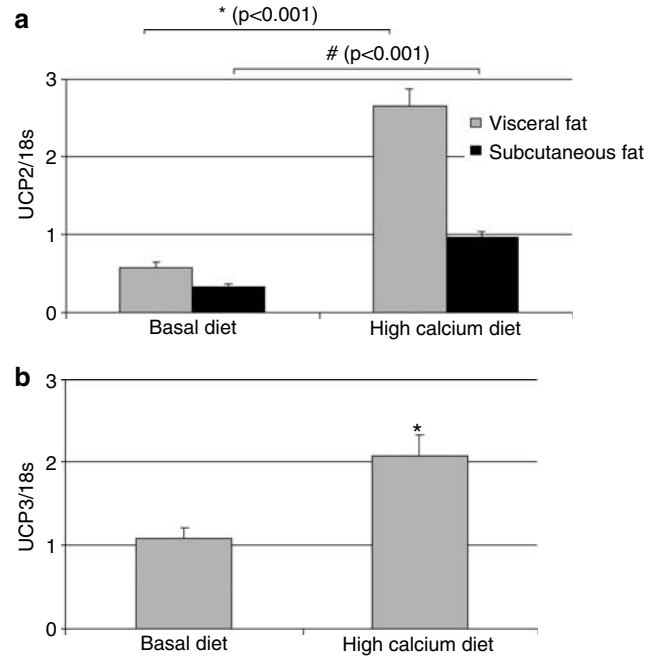 a
* (p<0.001)
# (p<0.001)
3
2
1
0
UCP2/18s
Visceral fat
Subcutaneous fat
Basal diet
High calcium diet
b
3
2
1
0
UCP3/18s
*
Basal diet
High calcium diet